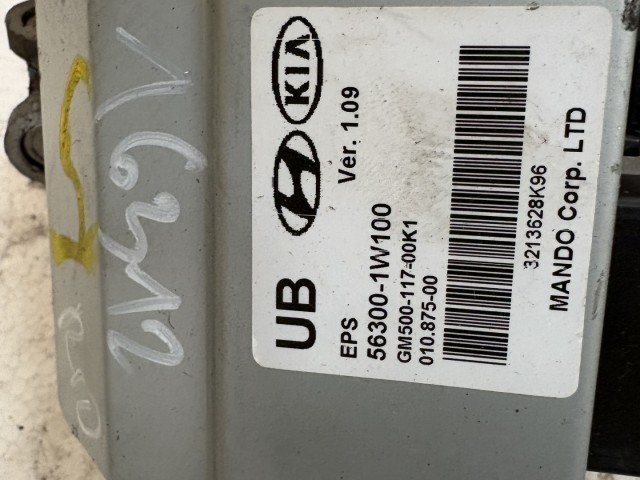 KIA
Ver. 1.09
UB
EPS
56300-1W100
GM500-117-00K1
010.875-00
3213628K96
MANDO Corp. LTD